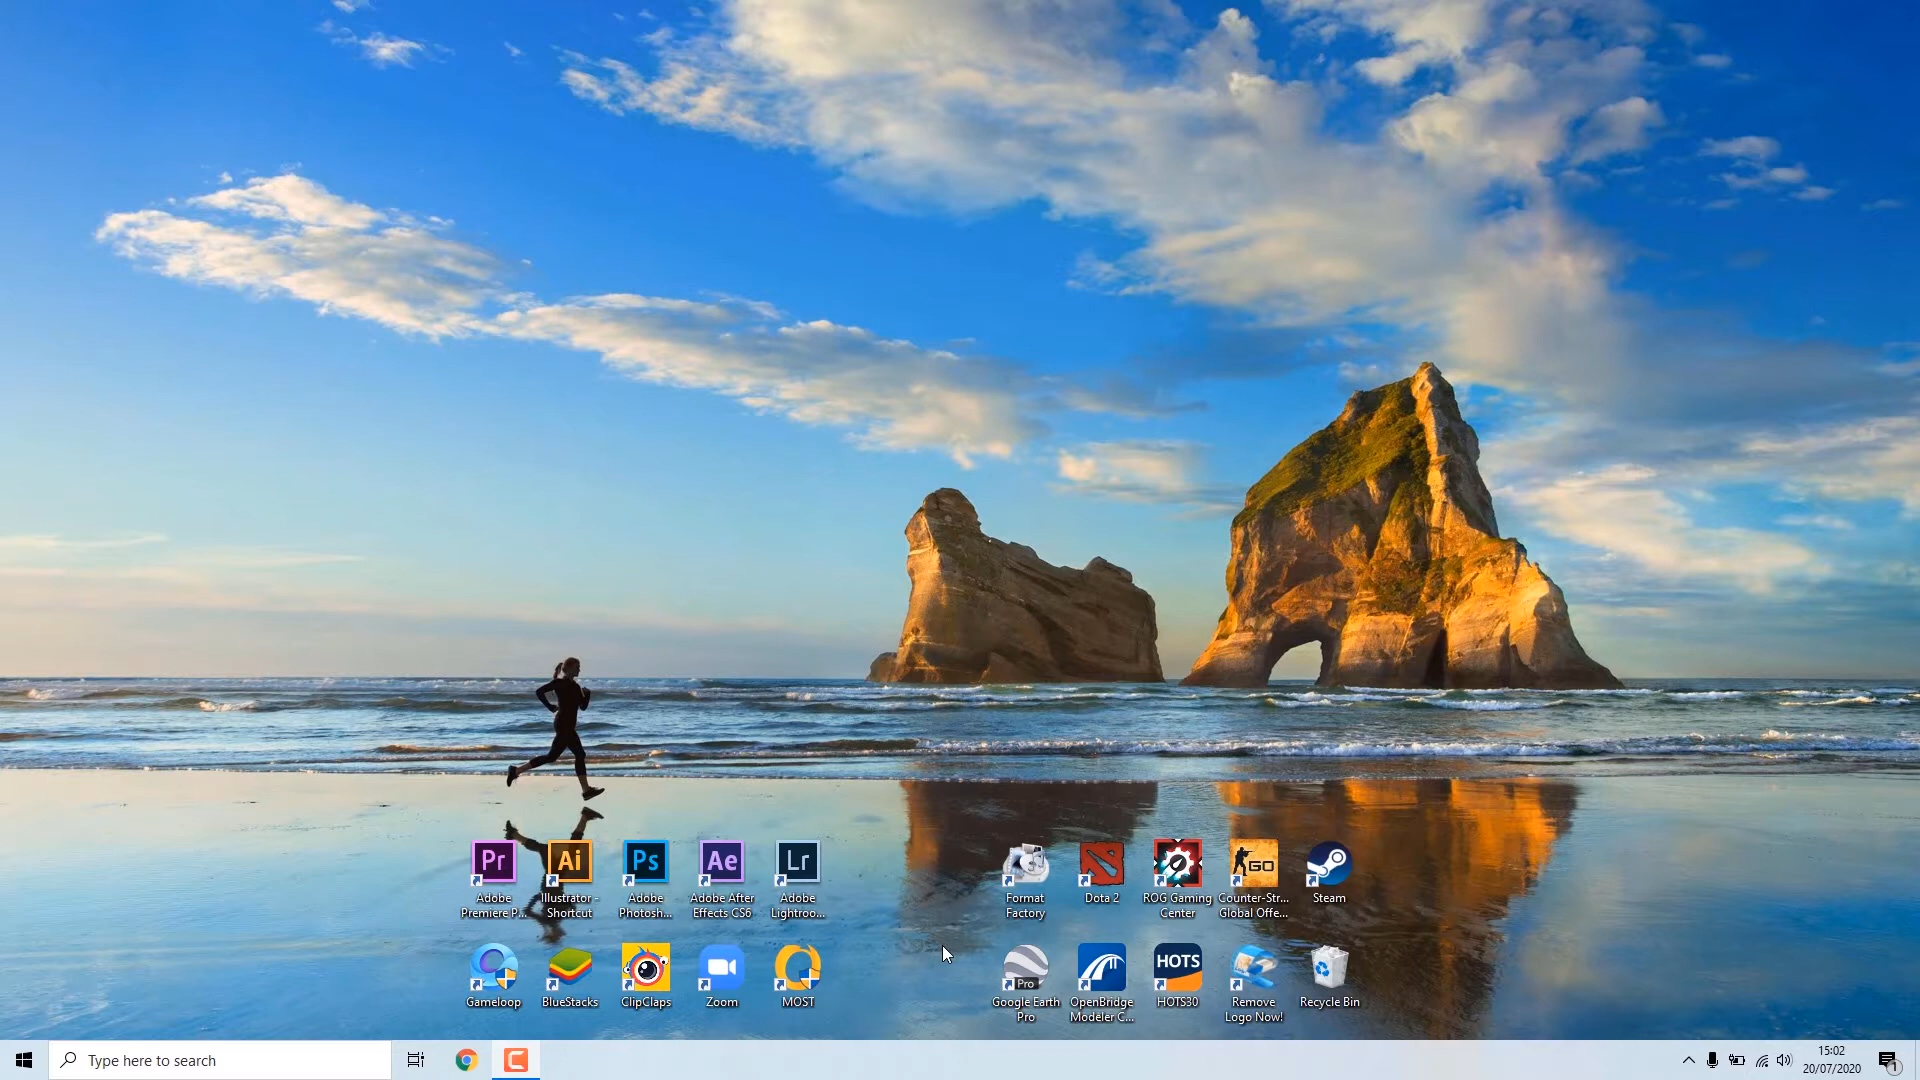 Pr
Ai
Ps
Ae
Lr
GO
Adobe
Premiere P...
Illustrator -
Shortcut
Adobe
Photosh...
Adobe After
Effects CS6
Adobe
Lightroo...
Format
Factory
Dota 2
ROG Gaming
Center
Counter-Str...
Global Offe...
Steam
Pro
HOTS
Gameloop
BlueStacks
ClipClaps
Zoom
MOST
Google Earth
Pro
OpenBridge
Modeler C...
HOTS30
Remove
Logo Now!
Recycle Bin
Type here to search
15:02
20/07/2020
1